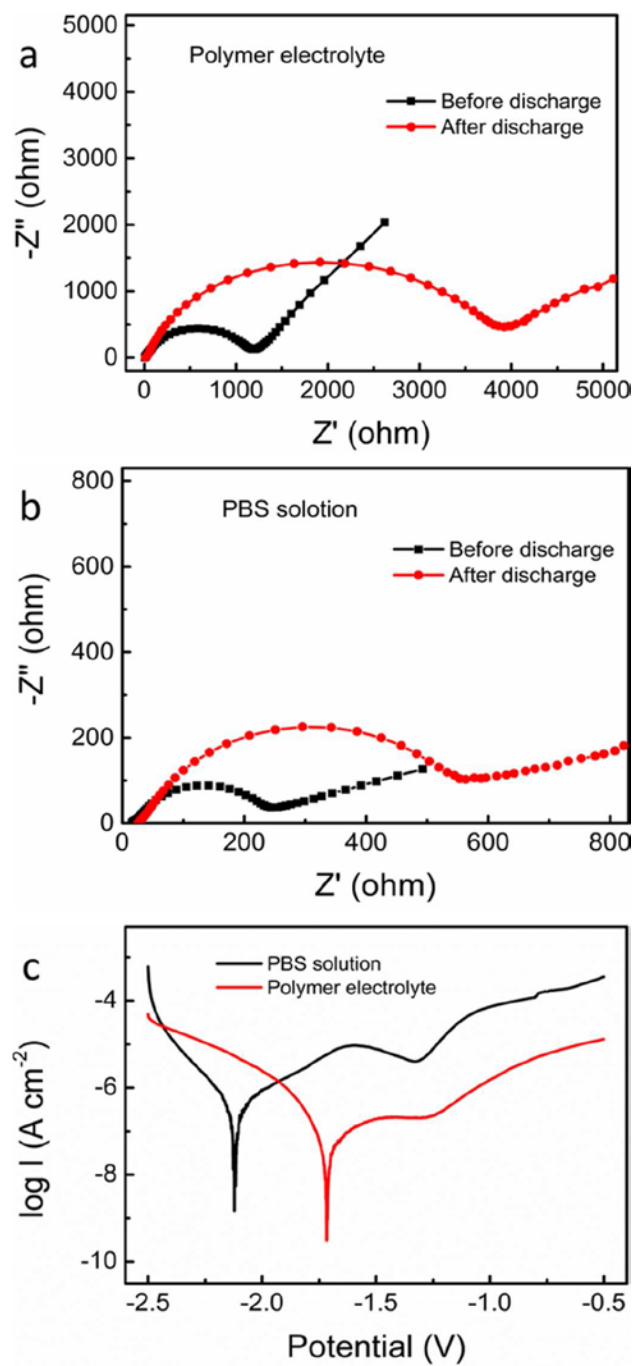 a
Polymer electrolyte
Before discharge
After discharge
5000
4000
3000
2000
1000
0
-Z" (ohm)
0 1000 2000 3000 4000 5000
Z' (ohm)
b
PBS solotion
Before discharge
After discharge
800
600
400
200
0
-Z" (ohm)
0 200 400 600 800
Z' (ohm)
c
PBS solution
Polymer electrolyte
-4
-6
-8
-10
log I (A cm-2)
-2.5 -2.0 -1.5 -1.0 -0.5
Potential (V)